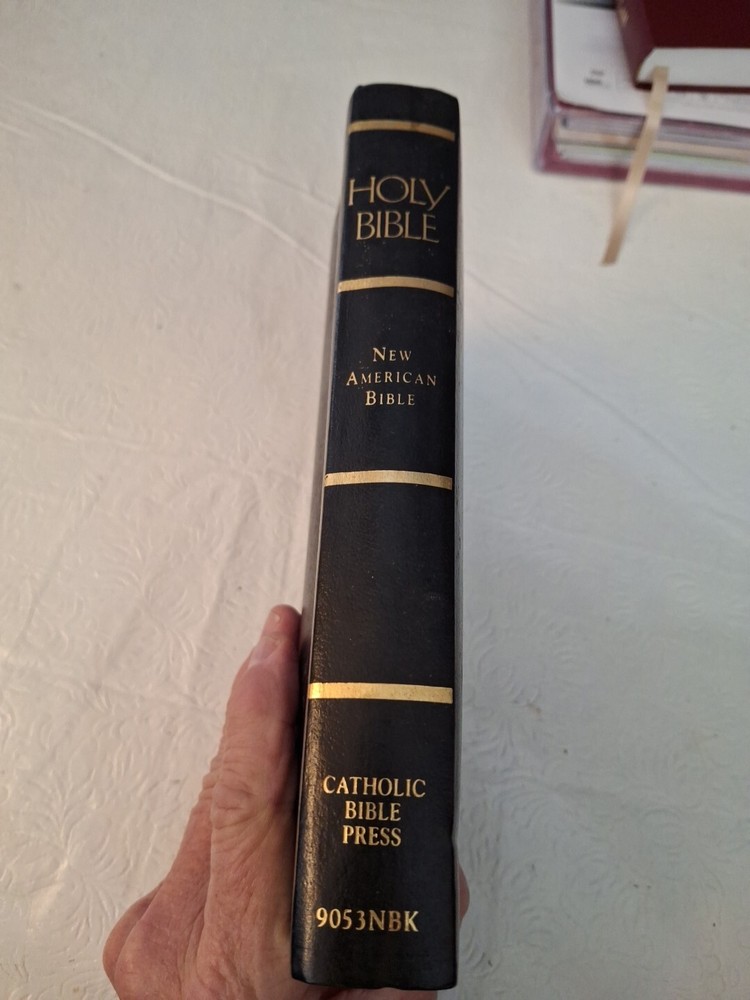 HOLY
BIBLE
NEW
AMERICAN
BIBLE
CATHOLIC
BIBLE
PRESS
9053NBK